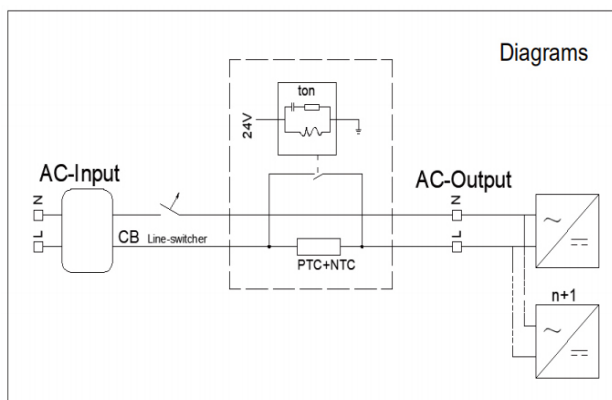 Diagrams
ton
24V
AC-Input
N
L
CB Line-switcher
PTC+NTC
AC-Output
N
L
n+1